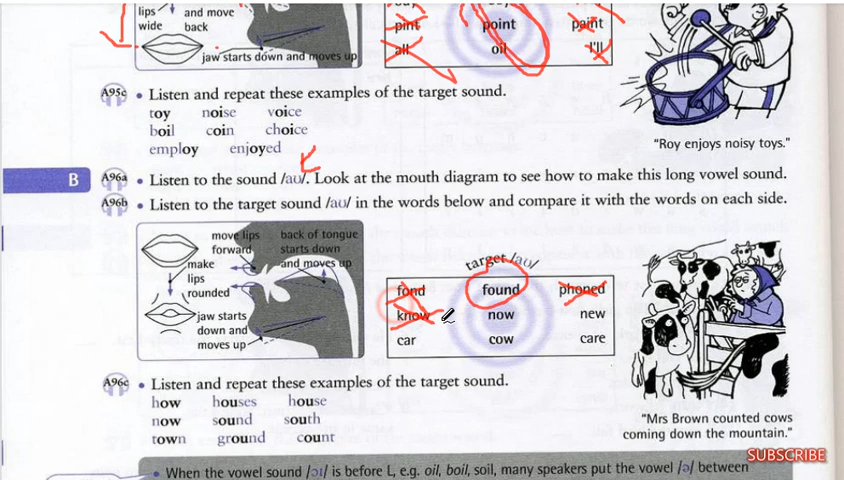 lips and move
wide back
jaw starts down and moves up
pint point paint
all oil I'll
"Roy enjoys noisy toys."
A95c • Listen and repeat these examples of the target sound.
toy noise voice
boil coin choice
employ enjoyed
B A96a • Listen to the sound /aʊ/. Look at the mouth diagram to see how to make this long vowel sound.
A96b • Listen to the target sound /aʊ/ in the words below and compare it with the words on each side.
move lips forward
back of tongue starts down and moves up
make lips rounded
jaw starts down and moves up
target /aʊ/
fond found phoned
know now new
car cow care
"Mrs Brown counted cows
coming down the mountain."
A96c • Listen and repeat these examples of the target sound.
how houses house
now sound south
town ground count
SUBSCRIBE
• When the vowel sound /ɔɪ/ is before L, e.g. oil, boil, soil, many speakers put the vowel /ə/ between